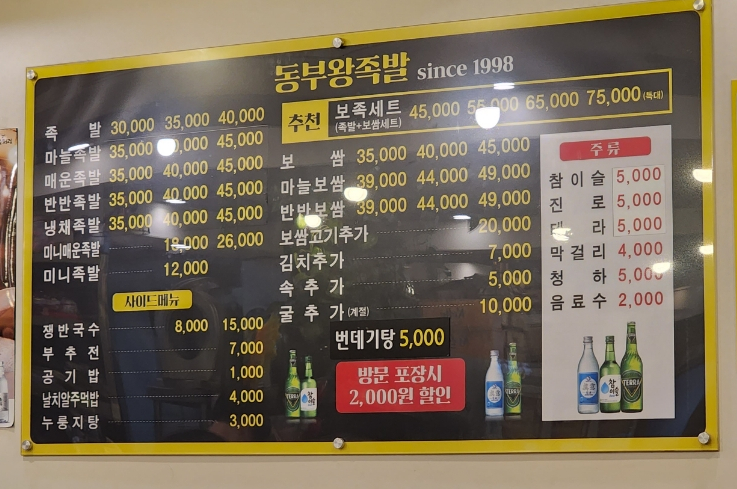 동부왕족발 since 1998
족발 30,000 35,000 40,000
마늘족발 35,000 40,000 45,000
매운족발 35,000 40,000 45,000
반반족발 35,000 40,000 45,000
냉채족발 35,000 40,000 45,000
미니매운족발 18,000 26,000
미니족발 12,000
사이드메뉴
쟁반국수 8,000 15,000
부추전 7,000
공기밥 1,000
날치알주먹밥 4,000
누룽지탕 3,000
추천 보족세트 45,000 55,000 65,000 75,000(특대)
(족발+보쌈세트)
보쌈 35,000 40,000 45,000
마늘보쌈 39,000 44,000 49,000
반반보쌈 39,000 44,000 49,000
보쌈고기추가 20,000
김치추가 7,000
속추가 5,000
굴추가(계절) 10,000
번데기탕 5,000
방문 포장시
2,000원 할인
주류
참이슬 5,000
진로 5,000
테라 5,000
막걸리 4,000
청하 5,000
음료수 2,000
TERRA
참이슬
TERRA